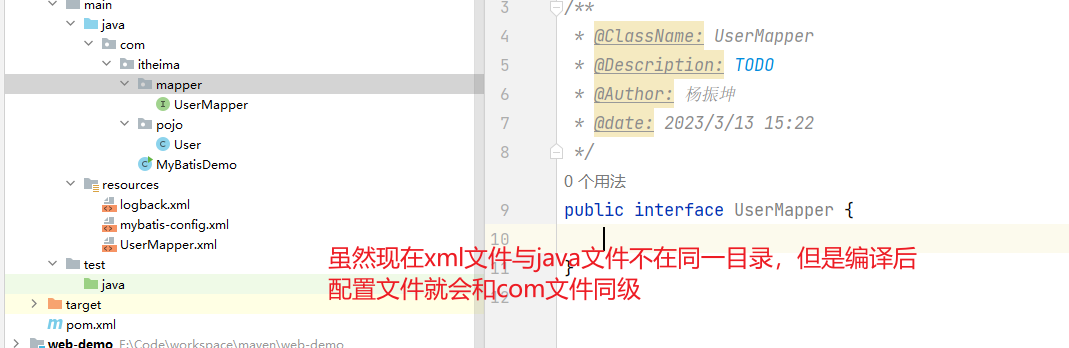 main
java
com
itheima
mapper
UserMapper
pojo
User
MyBatisDemo
resources
logback.xml
mybatis-config.xml
UserMapper.xml
test
java
target
pom.xml
web-demo E:\Code\workspace\maven\web-demo
3 /**
4 * @ClassName: UserMapper
5 * @Description: TODO
6 * @Author: 杨振坤
7 * @date: 2023/3/13 15:22
8 */
0 个用法
9 public interface UserMapper {
10
11 }
12
虽然现在xml文件与java文件不在同一目录，但是编译后
配置文件就会和com文件同级